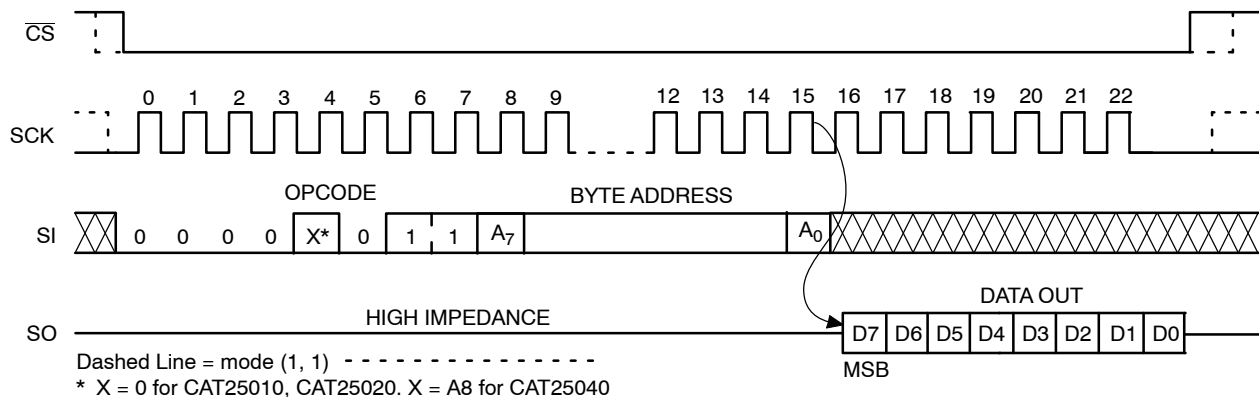 CS
0 1 2 3 4 5 6 7 8 9 12 13 14 15 16 17 18 19 20 21 22
SCK
OPCODE BYTE ADDRESS
SI 0 0 0 0 X* 0 1 1 A7 A0
DATA OUT
HIGH IMPEDANCE
SO D7 D6 D5 D4 D3 D2 D1 D0
Dashed Line = mode (1, 1)
MSB
* X = 0 for CAT25010, CAT25020. X = A8 for CAT25040